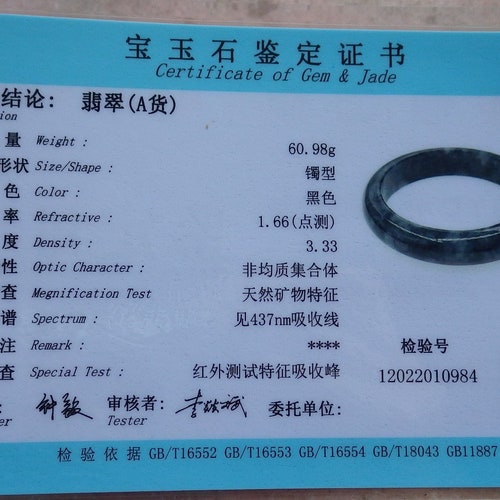 宝玉石鉴定证书
Certificate of Gem & Jade
结论: 翡翠(A货)
ion
量 Weight : 60.98g
形状 Size/Shape : 镯型
色 Color : 黑色
率 Refractive : 1.66(点测)
度 Density : 3.33
性 Optic Character : 非均质集合体
查 Megnification Test 天然矿物特征
谱 Spectrum : 见437nm吸收线
注 Remark : **** 检验号
查 Special Test : 红外测试特征吸收峰 12022010984
: 审核者: 委托单位:
er Tester
检验依据 GB/T16552 GB/T16553 GB/T16554 GB/T18043 GB11887